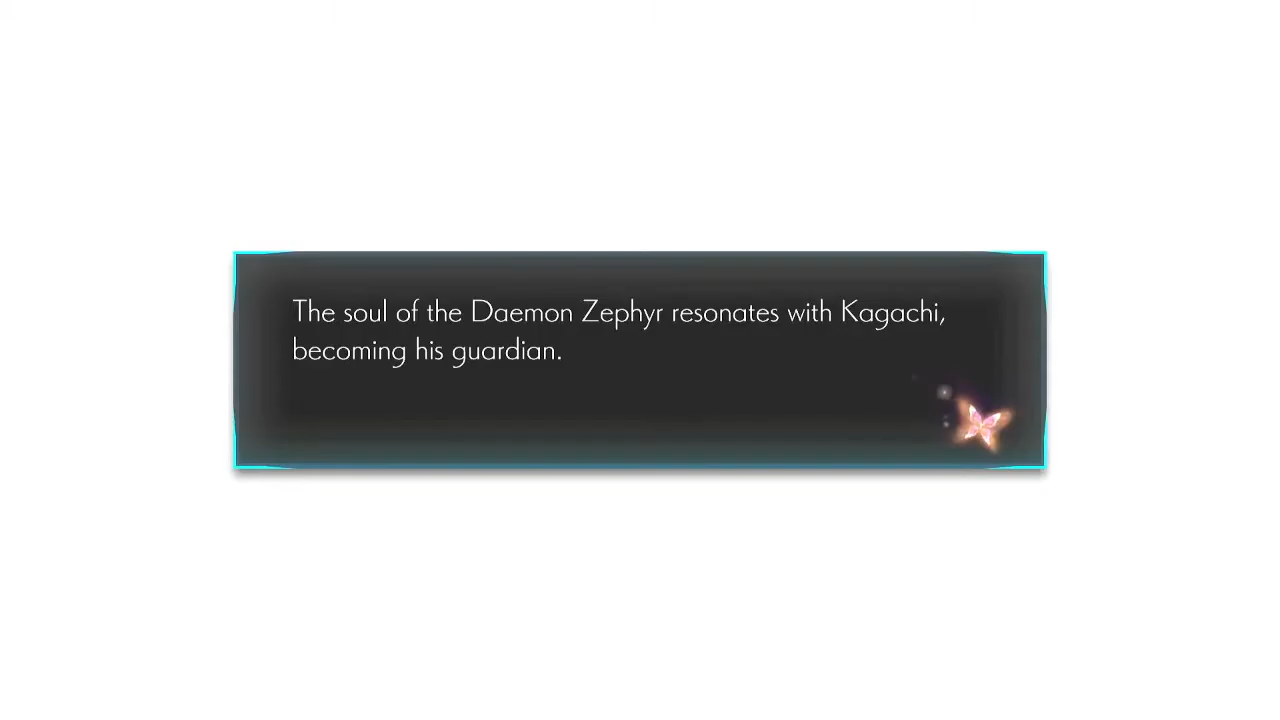 The soul of the Daemon Zephyr resonates with Kagachi,
becoming his guardian.